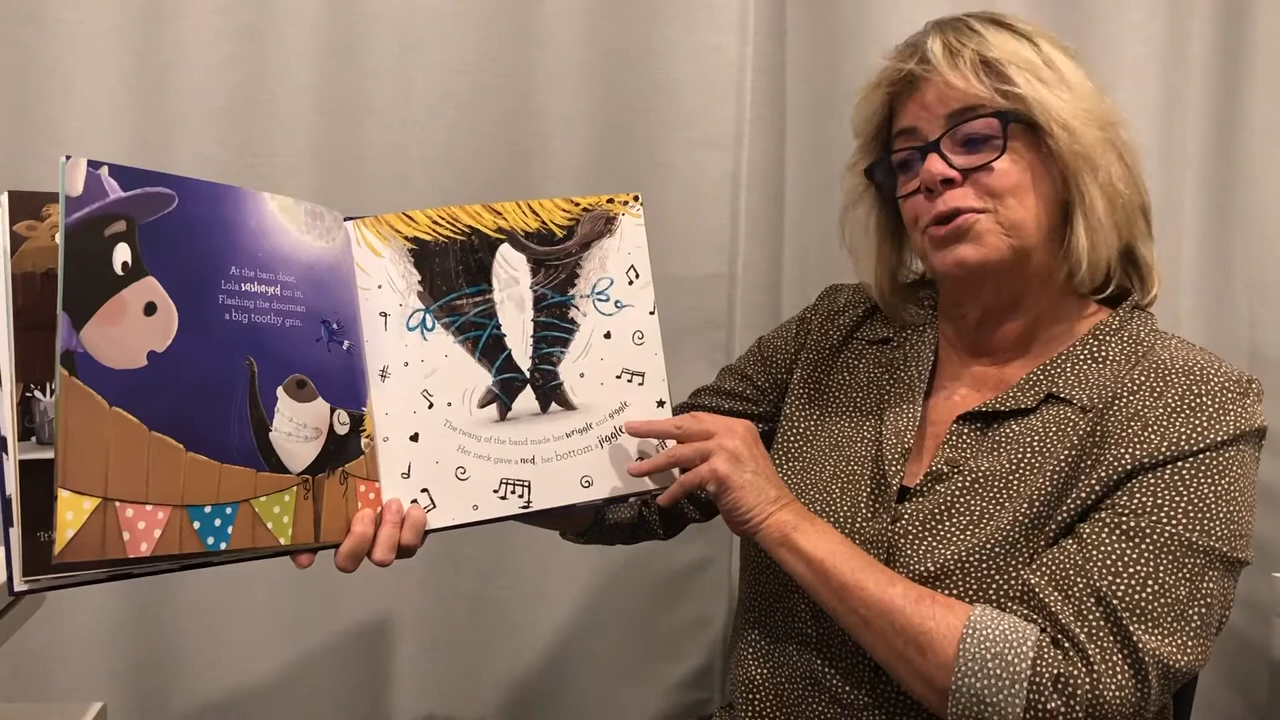 At the barn door,
Lola sashayed on in,
Flashing the doorman
a big toothy grin.
The twang of the band made her wriggle and giggle.
Her neck gave a nod, her bottom a jiggle
'It's